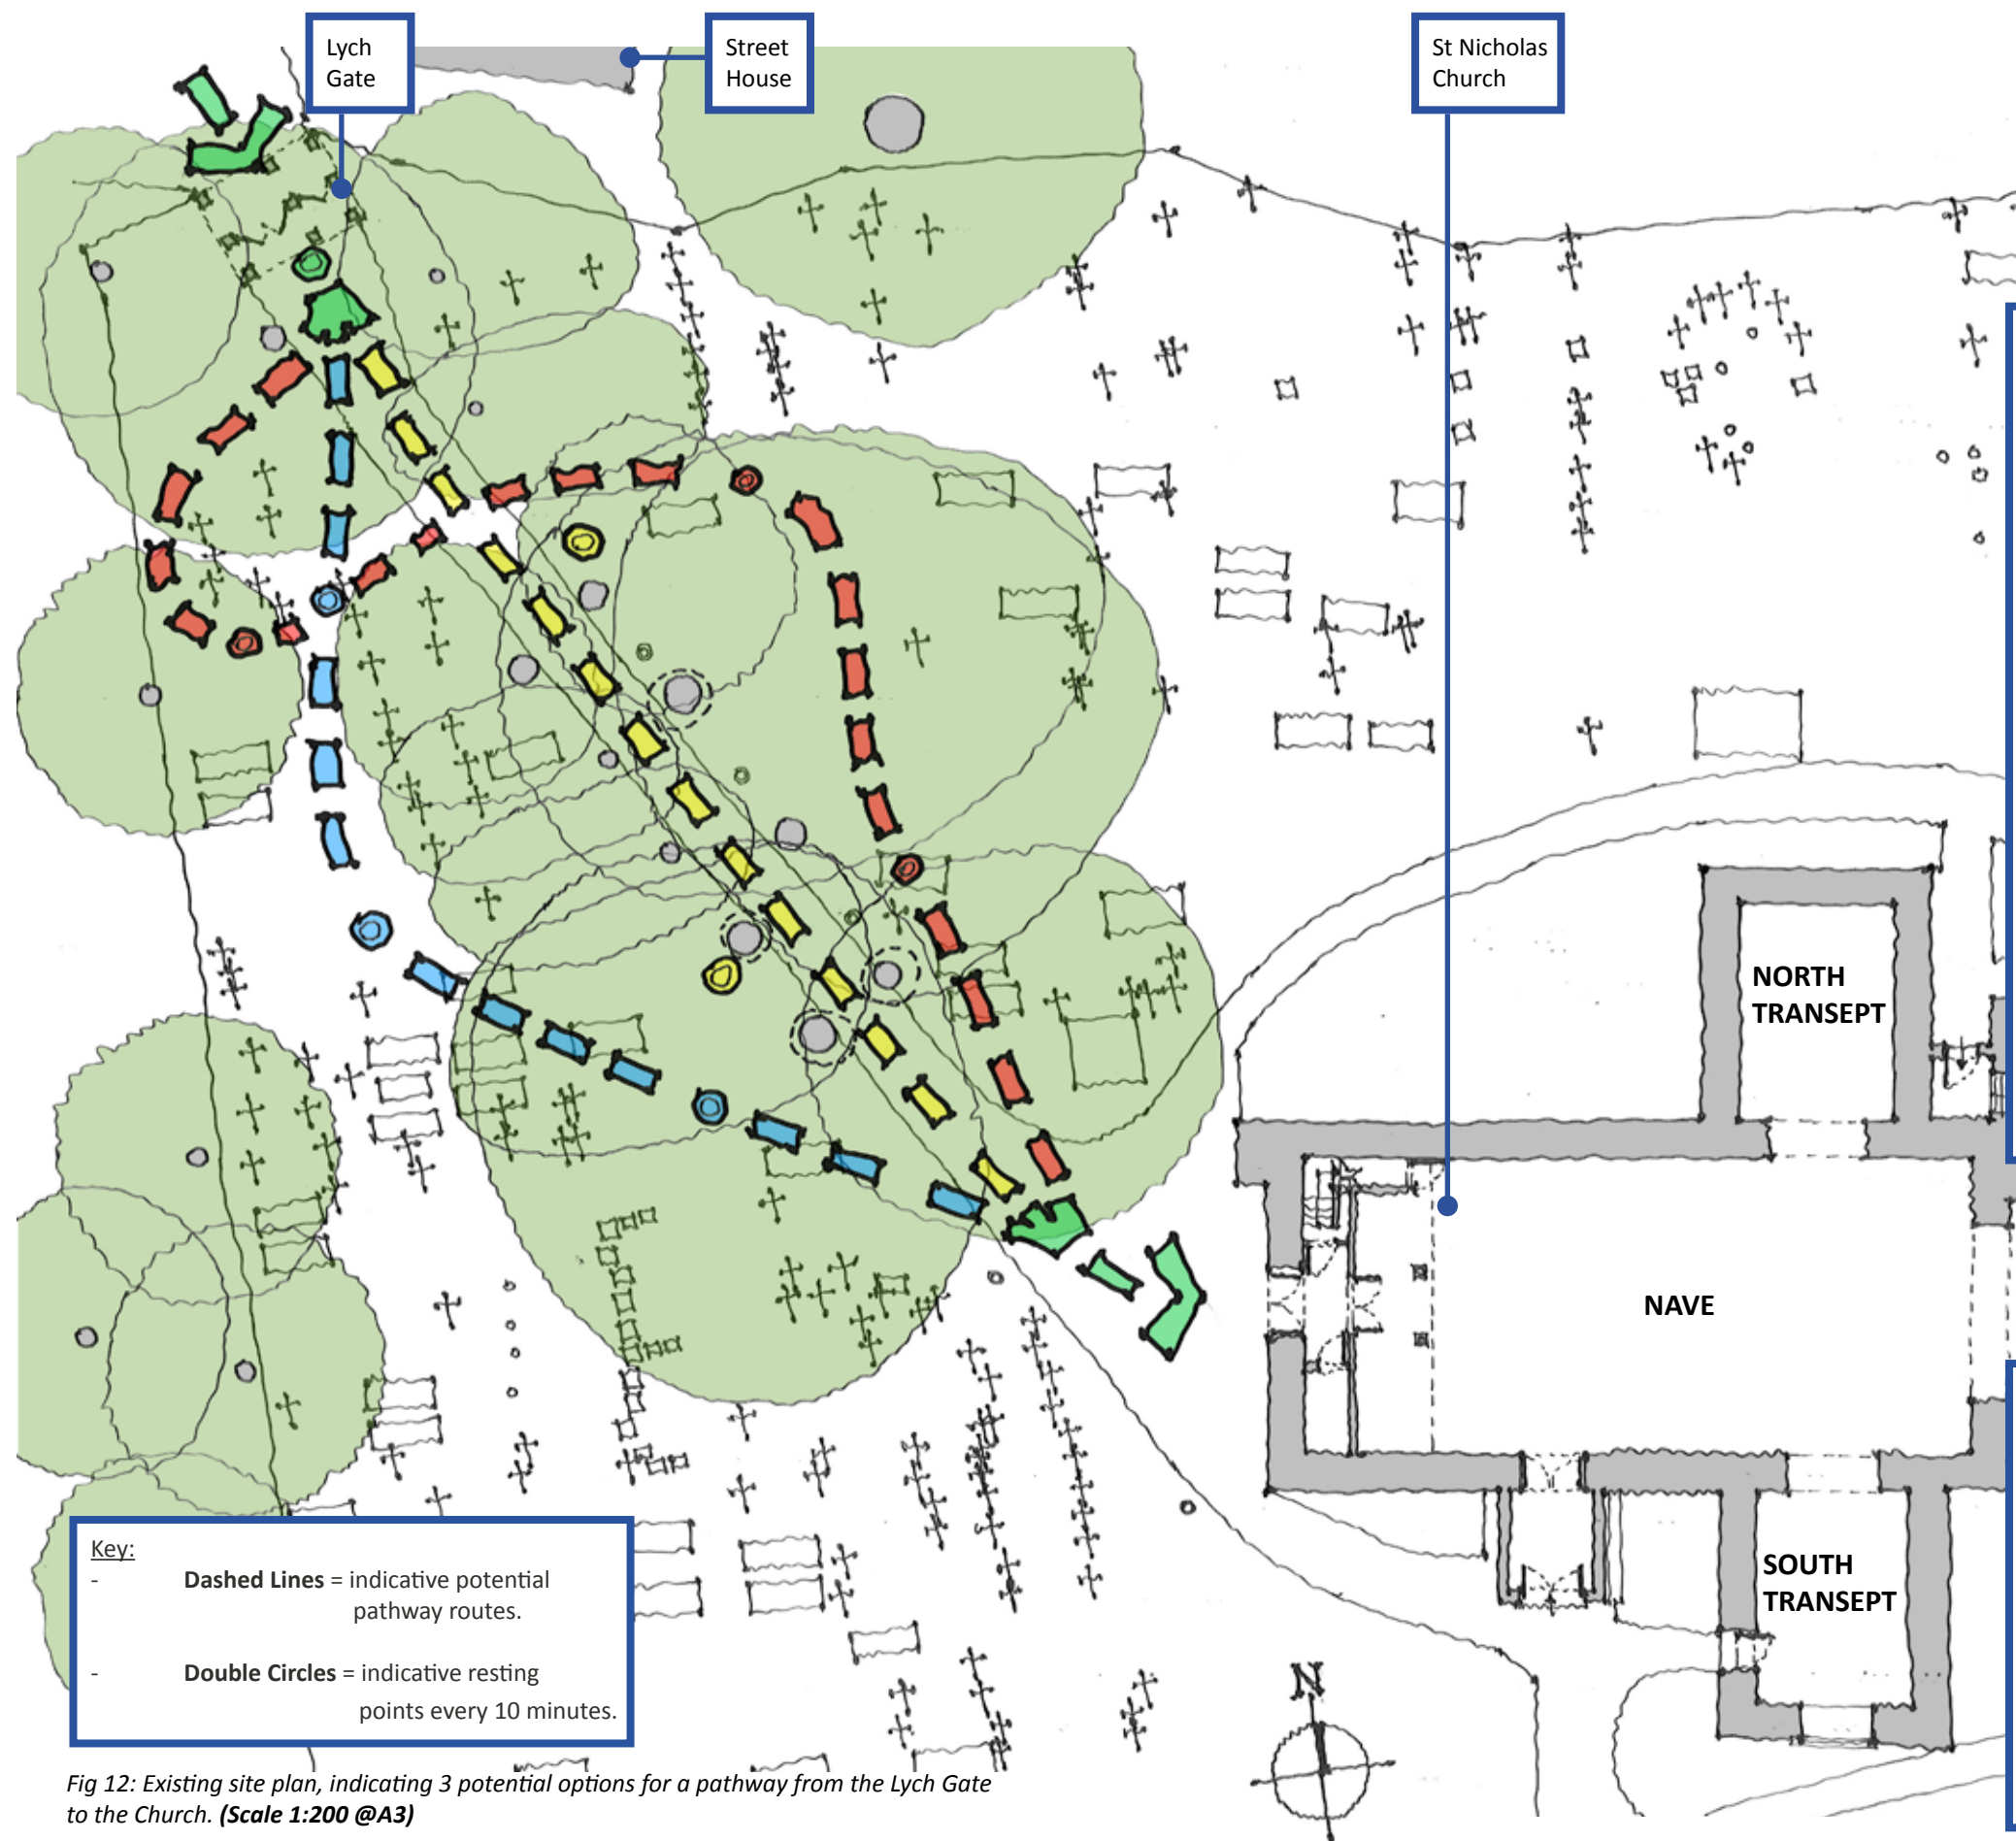 Lych
Gate
Street
House
St Nicholas
Church
NORTH
TRANSEPT
NAVE
SOUTH
TRANSEPT
Key:
- Dashed Lines = indicative potential
pathway routes.
- Double Circles = indicative resting
points every 10 minutes.
N
Fig 12: Existing site plan, indicating 3 potential options for a pathway from the Lych Gate
to the Church. (Scale 1:200 @A3)